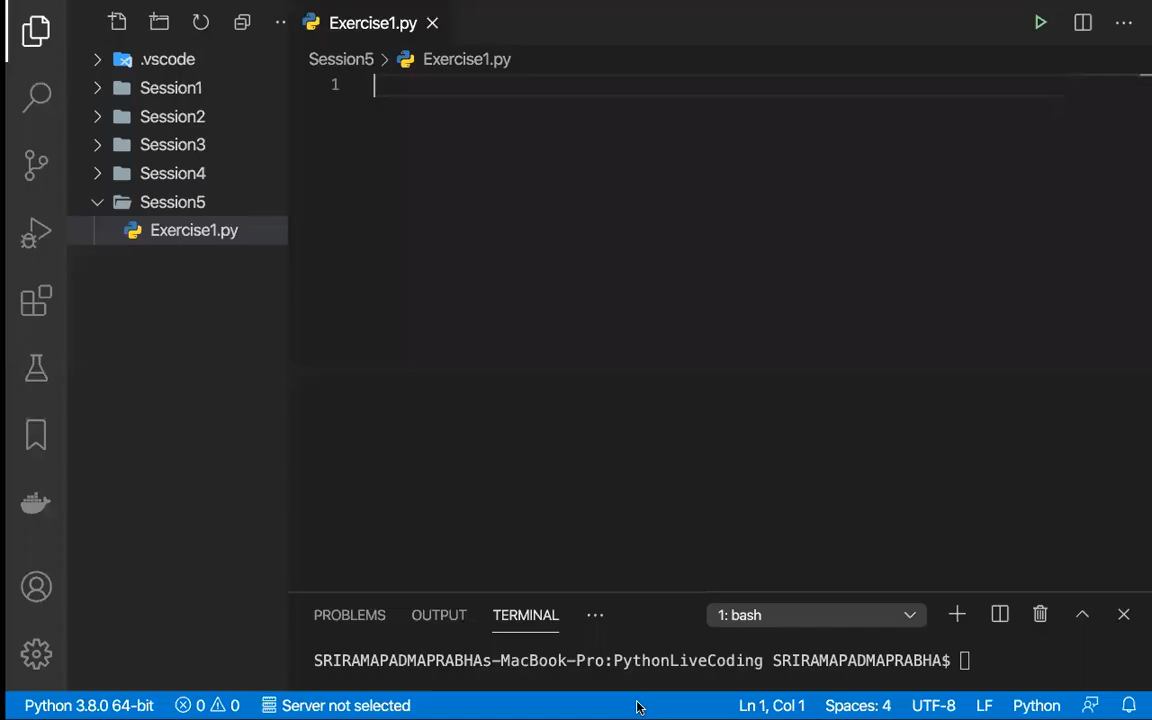 Exercise1.py
.vscode
Session1
Session2
Session3
Session4
Session5
Exercise1.py
Session5 > Exercise1.py
1
PROBLEMS OUTPUT TERMINAL ··· 1: bash
SRIRAMAPADMAPRABHAs-MacBook-Pro:PythonLiveCoding SRIRAMAPADMAPRABHA$
Python 3.8.0 64-bit 0 0 Server not selected Ln 1, Col 1 Spaces: 4 UTF-8 LF Python